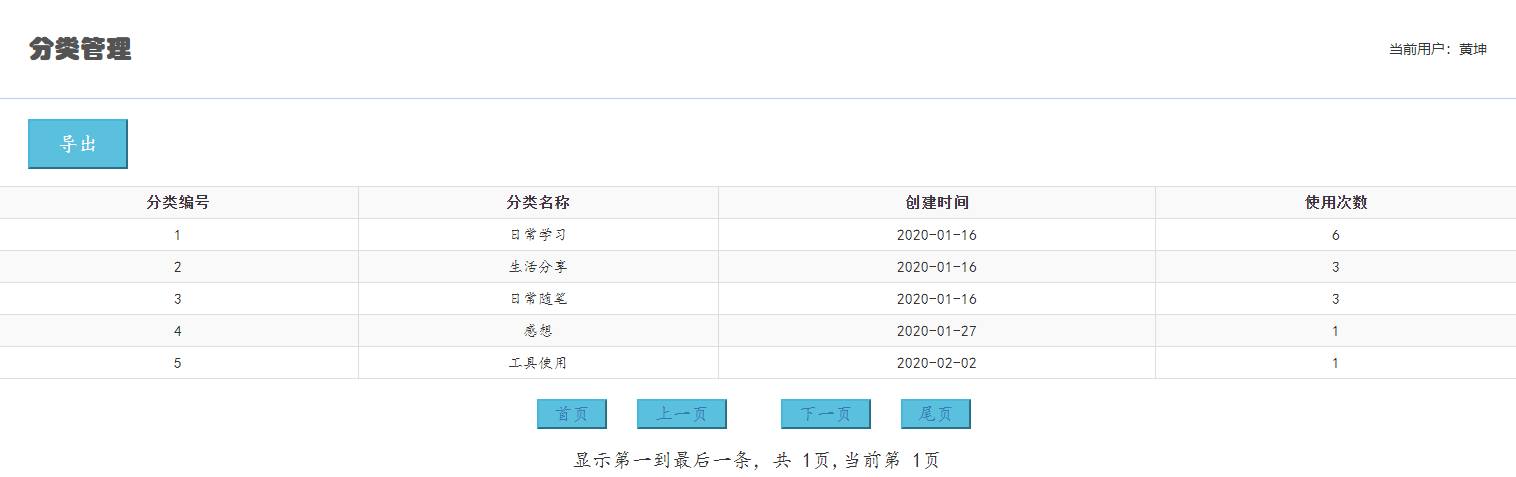 分类管理
当前用户：黄坤
导出
分类编号 分类名称 创建时间 使用次数
1 日常学习 2020-01-16 6
2 生活分享 2020-01-16 3
3 日常随笔 2020-01-16 3
4 感想 2020-01-27 1
5 工具使用 2020-02-02 1
首页 上一页 下一页 尾页
显示第一到最后一条，共 1页,当前第 1页